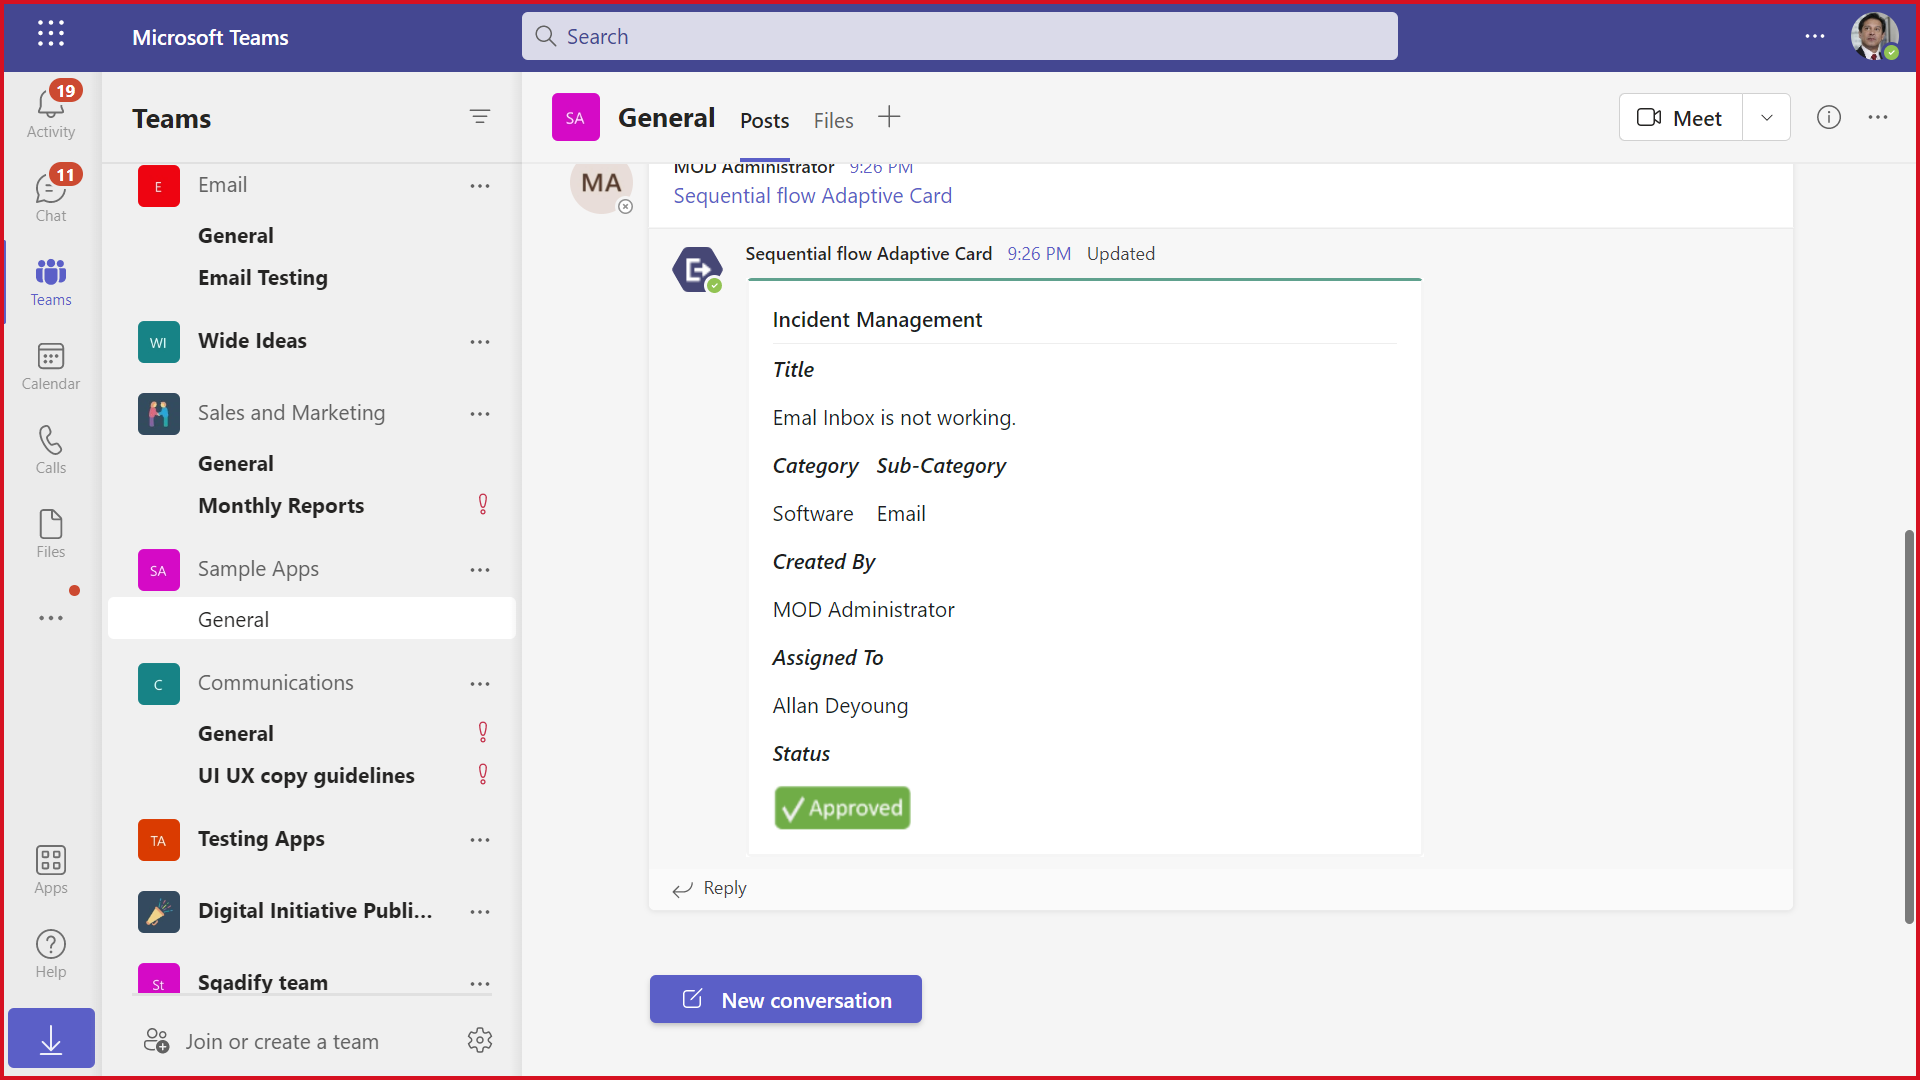 Microsoft Teams
Search
19
Activity
11
Chat
Teams
Calendar
Calls
Files
Apps
Help
Teams
E Email
General
Email Testing
WI Wide Ideas
Sales and Marketing
General
Monthly Reports
SA Sample Apps
General
C Communications
General
UI UX copy guidelines
TA Testing Apps
Digital Initiative Publi...
St Sqadify team
Join or create a team
SA General Posts Files
Meet
MA MOD Administrator 9:26 PM
Sequential flow Adaptive Card
Sequential flow Adaptive Card 9:26 PM Updated
Incident Management
Title
Emal Inbox is not working.
Category Sub-Category
Software Email
Created By
MOD Administrator
Assigned To
Allan Deyoung
Status
Approved
Reply
New conversation